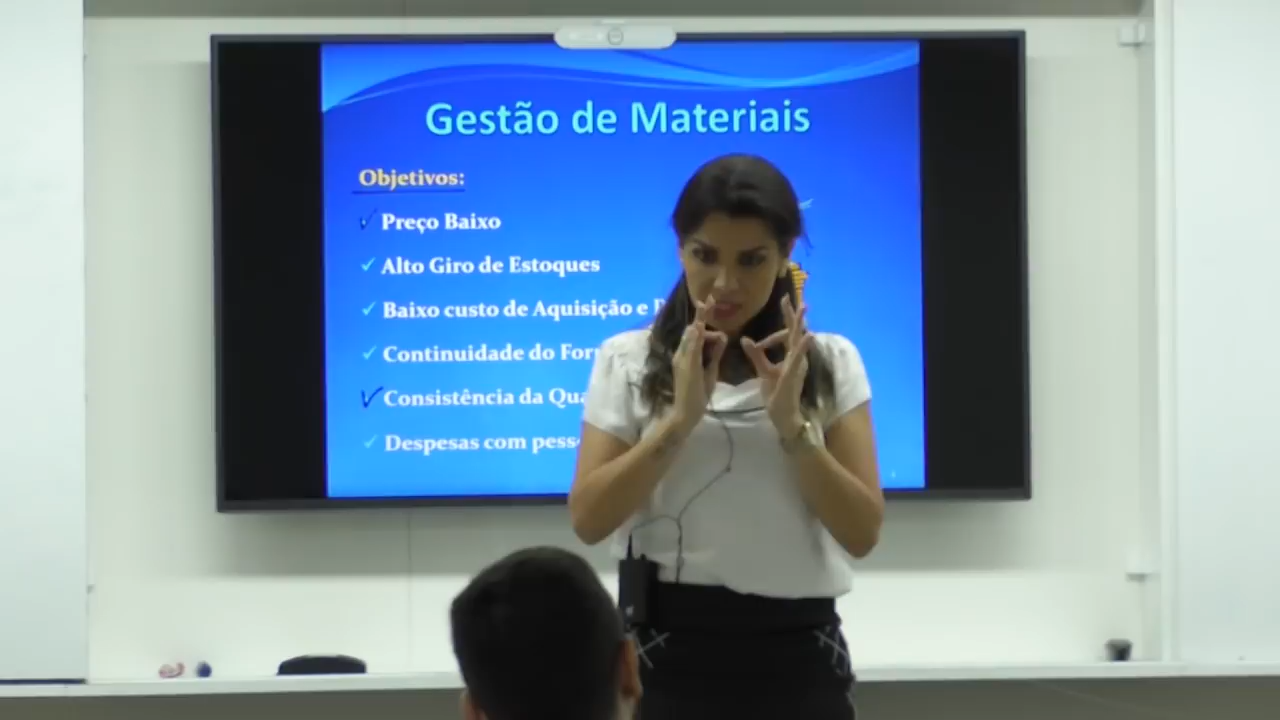 Gestão de Materiais
Objetivos:
Preço Baixo
Alto Giro de Estoques
Baixo custo de Aquisição e
Continuidade do
Consistência da
Despesas com